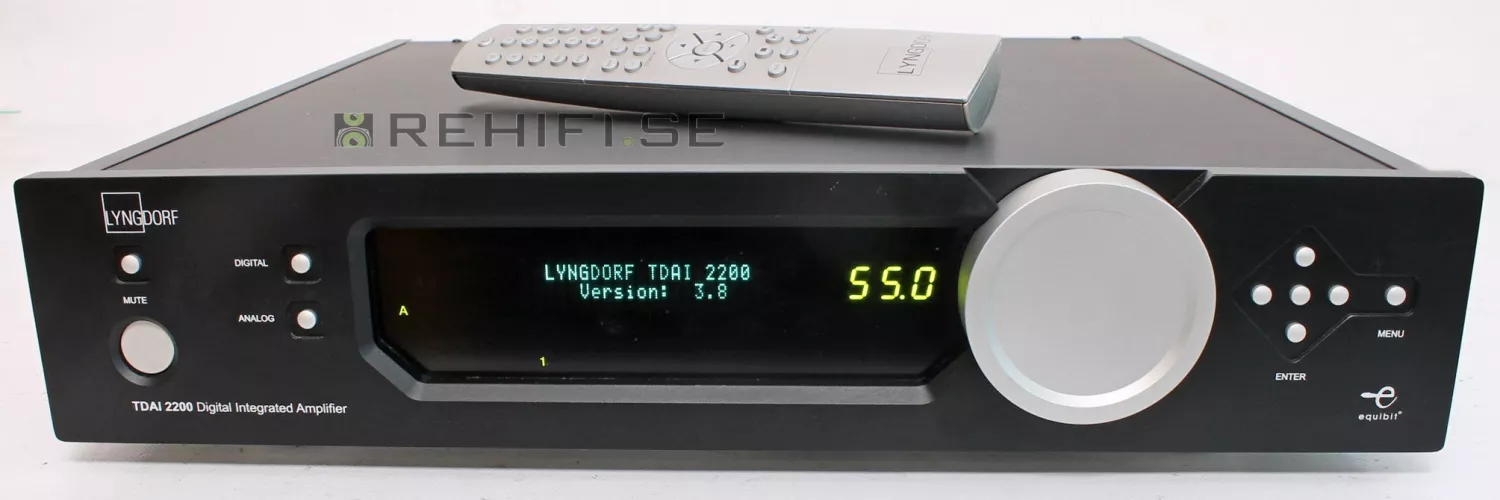 LYNGDORF
REHIFI.SE
LYNGDORF
MUTE
DIGITAL
ANALOG
A
LYNGDORF TDAI 2200
Version: 3.8
55.0
1
MENU
ENTER
TDAI 2200 Digital Integrated Amplifier
e
equibit®